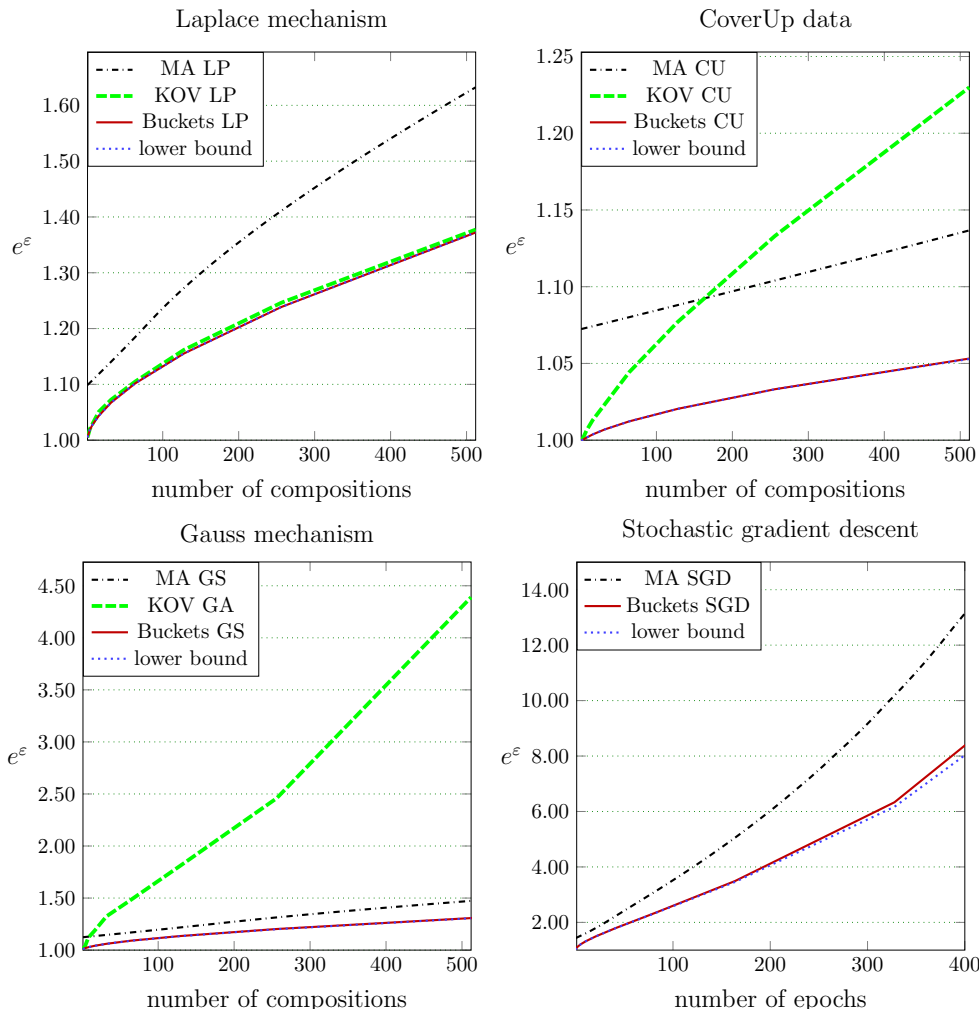 Laplace mechanism
MA LP
KOV LP
Buckets LP
lower bound
1.60
1.50
1.40
1.30
1.20
1.10
1.00
e^ε
100 200 300 400 500
number of compositions
CoverUp data
MA CU
KOV CU
Buckets CU
lower bound
1.25
1.20
1.15
1.10
1.05
1.00
e^ε
100 200 300 400 500
number of compositions
Gauss mechanism
MA GS
KOV GA
Buckets GS
lower bound
4.50
4.00
3.50
3.00
2.50
2.00
1.50
1.00
e^ε
100 200 300 400 500
number of compositions
Stochastic gradient descent
MA SGD
Buckets SGD
lower bound
14.00
12.00
10.00
8.00
6.00
4.00
2.00
e^ε
100 200 300 400
number of epochs